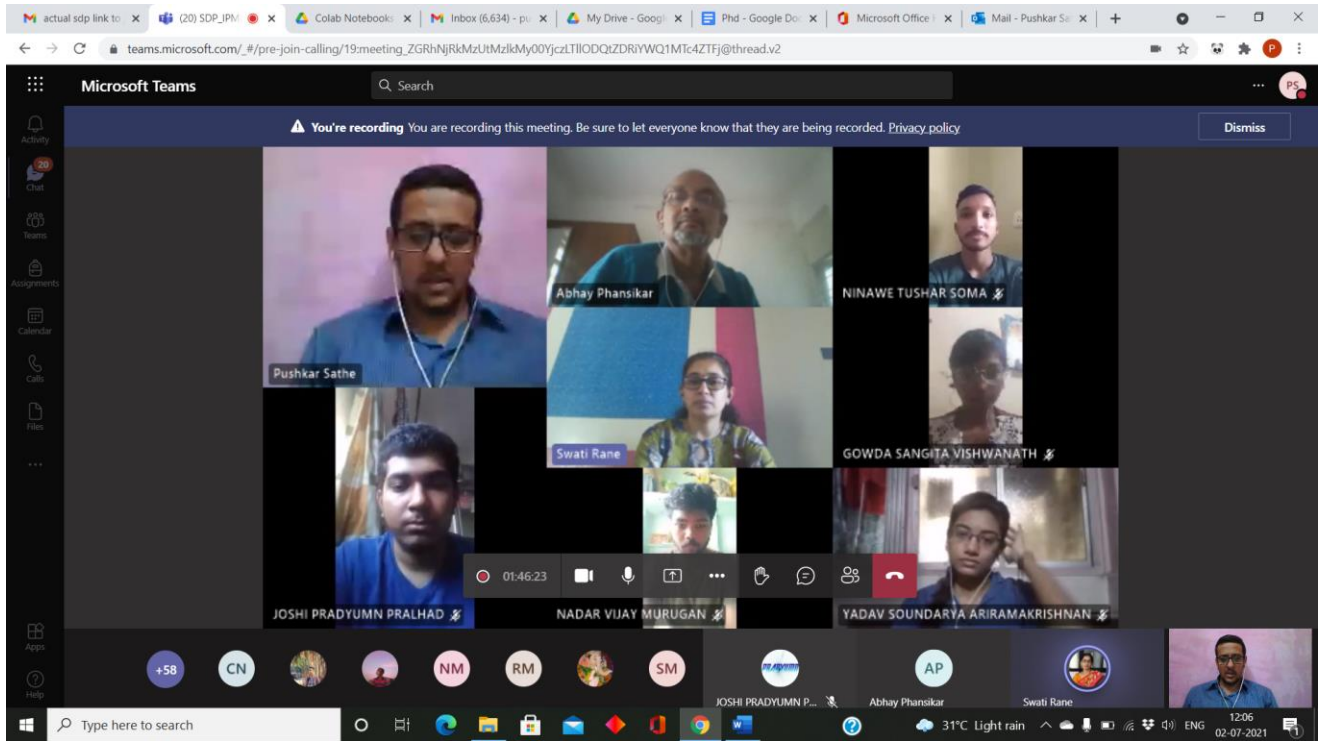 actual sdp link to
(20) SDP_IPM
Colab Notebooks
Inbox (6,634) - pu
My Drive - Googl
Phd - Google Doc
Microsoft Office
Mail - Pushkar Sa
teams.microsoft.com/_#/pre-join-calling/19:meeting_ZGRhNjRkMzUtMzlkMy00YjczLTllODQtZDRiYWQ1MTc4ZTFj@thread.v2
P
Microsoft Teams
Search
PS
Activity
You're recording You are recording this meeting. Be sure to let everyone know that they are being recorded. Privacy policy
Dismiss
20
Chat
Teams
Assignments
Calendar
Calls
Files
Abhay Phansikar
NINAWE TUSHAR SOMA
Pushkar Sathe
Swati Rane
GOWDA SANGITA VISHWANATH
01:46:23
JOSHI PRADYUMN PRALHAD
NADAR VIJAY MURUGAN
YADAV SOUNDARYA ARIRAMAKRISHNAN
Apps
Help
+58
CN
NM
RM
SM
PRADYUMN
AP
JOSHI PRADYUMN P...
Abhay Phansikar
Swati Rane
Type here to search
31°C Light rain
ENG
12:06
02-07-2021